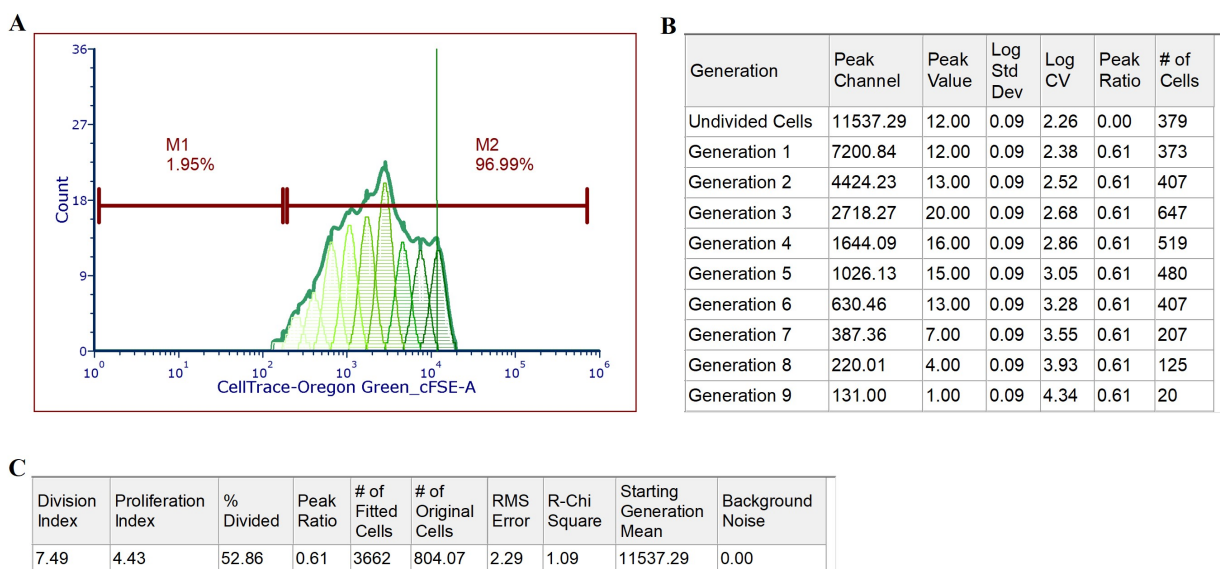 A
36
27
18
9
0
Count
M1
1.95%
M2
96.99%
10^0
10^1
10^2
10^3
10^4
10^5
10^6
CellTrace-Oregon Green_cFSE-A
B
Generation Peak Channel Peak Value Log Std Dev Log CV Peak Ratio # of Cells
Undivided Cells 11537.29 12.00 0.09 2.26 0.00 379
Generation 1 7200.84 12.00 0.09 2.38 0.61 373
Generation 2 4424.23 13.00 0.09 2.52 0.61 407
Generation 3 2718.27 20.00 0.09 2.68 0.61 647
Generation 4 1644.09 16.00 0.09 2.86 0.61 519
Generation 5 1026.13 15.00 0.09 3.05 0.61 480
Generation 6 630.46 13.00 0.09 3.28 0.61 407
Generation 7 387.36 7.00 0.09 3.55 0.61 207
Generation 8 220.01 4.00 0.09 3.93 0.61 125
Generation 9 131.00 1.00 0.09 4.34 0.61 20
C
Division Index Proliferation Index % Divided Peak Ratio # of Fitted Cells # of Original Cells RMS Error R-Chi Square Starting Generation Mean Background Noise
7.49 4.43 52.86 0.61 3662 804.07 2.29 1.09 11537.29 0.00